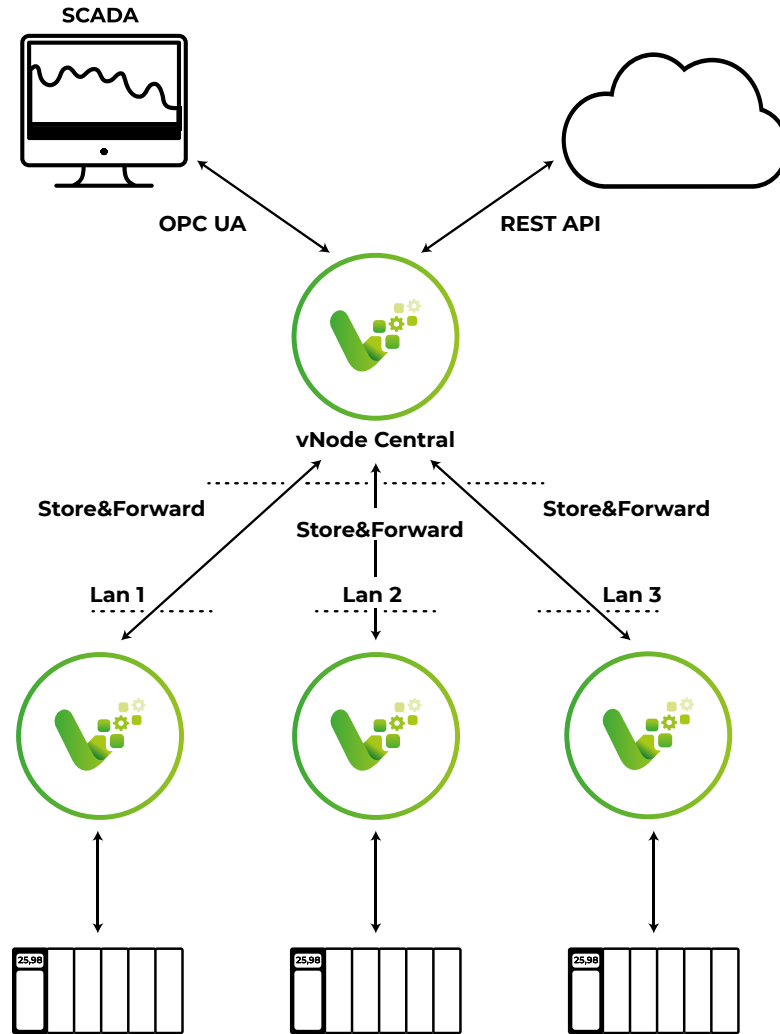 SCADA
OPC UA
REST API
vNode Central
Store&Forward
Store&Forward
Store&Forward
Lan 1
Lan 2
Lan 3
25,98
25,98
25,98